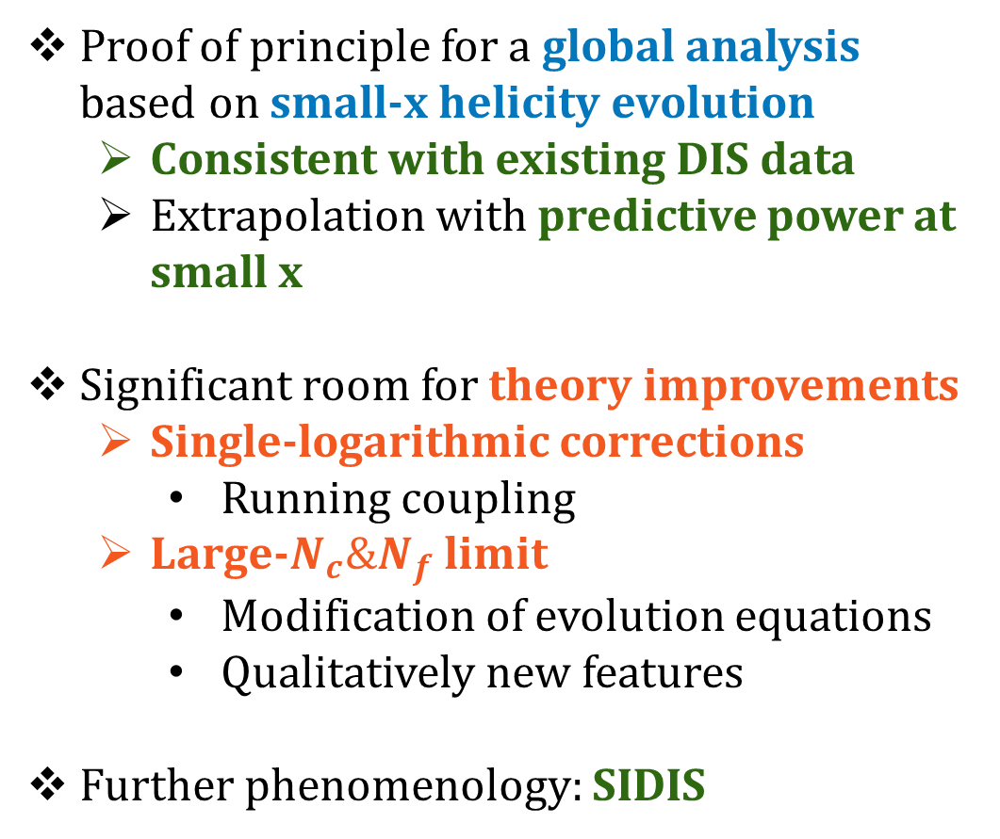 ❖ Proof of principle for a global analysis
based on small-x helicity evolution
➢ Consistent with existing DIS data
➢ Extrapolation with predictive power at
small x
❖ Significant room for theory improvements
➢ Single-logarithmic corrections
• Running coupling
➢ Large-N_c&N_f limit
• Modification of evolution equations
• Qualitatively new features
❖ Further phenomenology: SIDIS